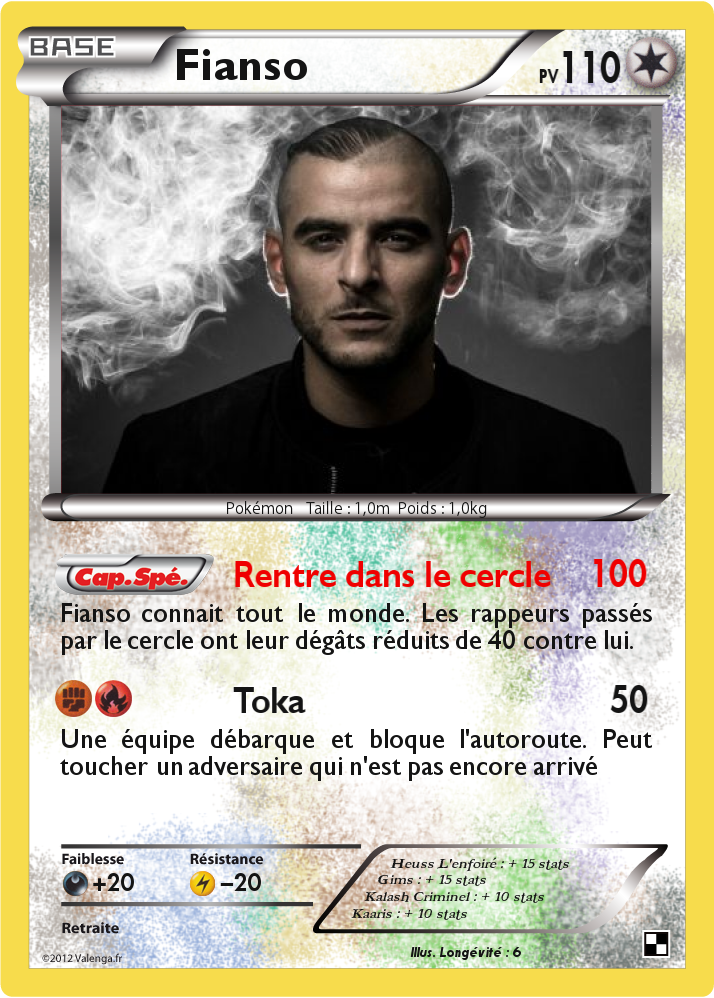 BASE
Fianso
PV 110
Pokémon Taille : 1,0m Poids : 1,0kg
Cap.Spé. Rentre dans le cercle 100
Fianso connait tout le monde. Les rappeurs passés
par le cercle ont leur dégâts réduits de 40 contre lui.
Toka 50
Une équipe débarque et bloque l'autoroute. Peut
toucher un adversaire qui n'est pas encore arrivé
Faiblesse Résistance
+20 –20
Retraite
Heuss L'enfoiré : + 15 stats
Gims : + 15 stats
Kalash Criminel : + 10 stats
Kaaris : + 10 stats
©2012 Valenga.fr
Illus. Longévité : 6